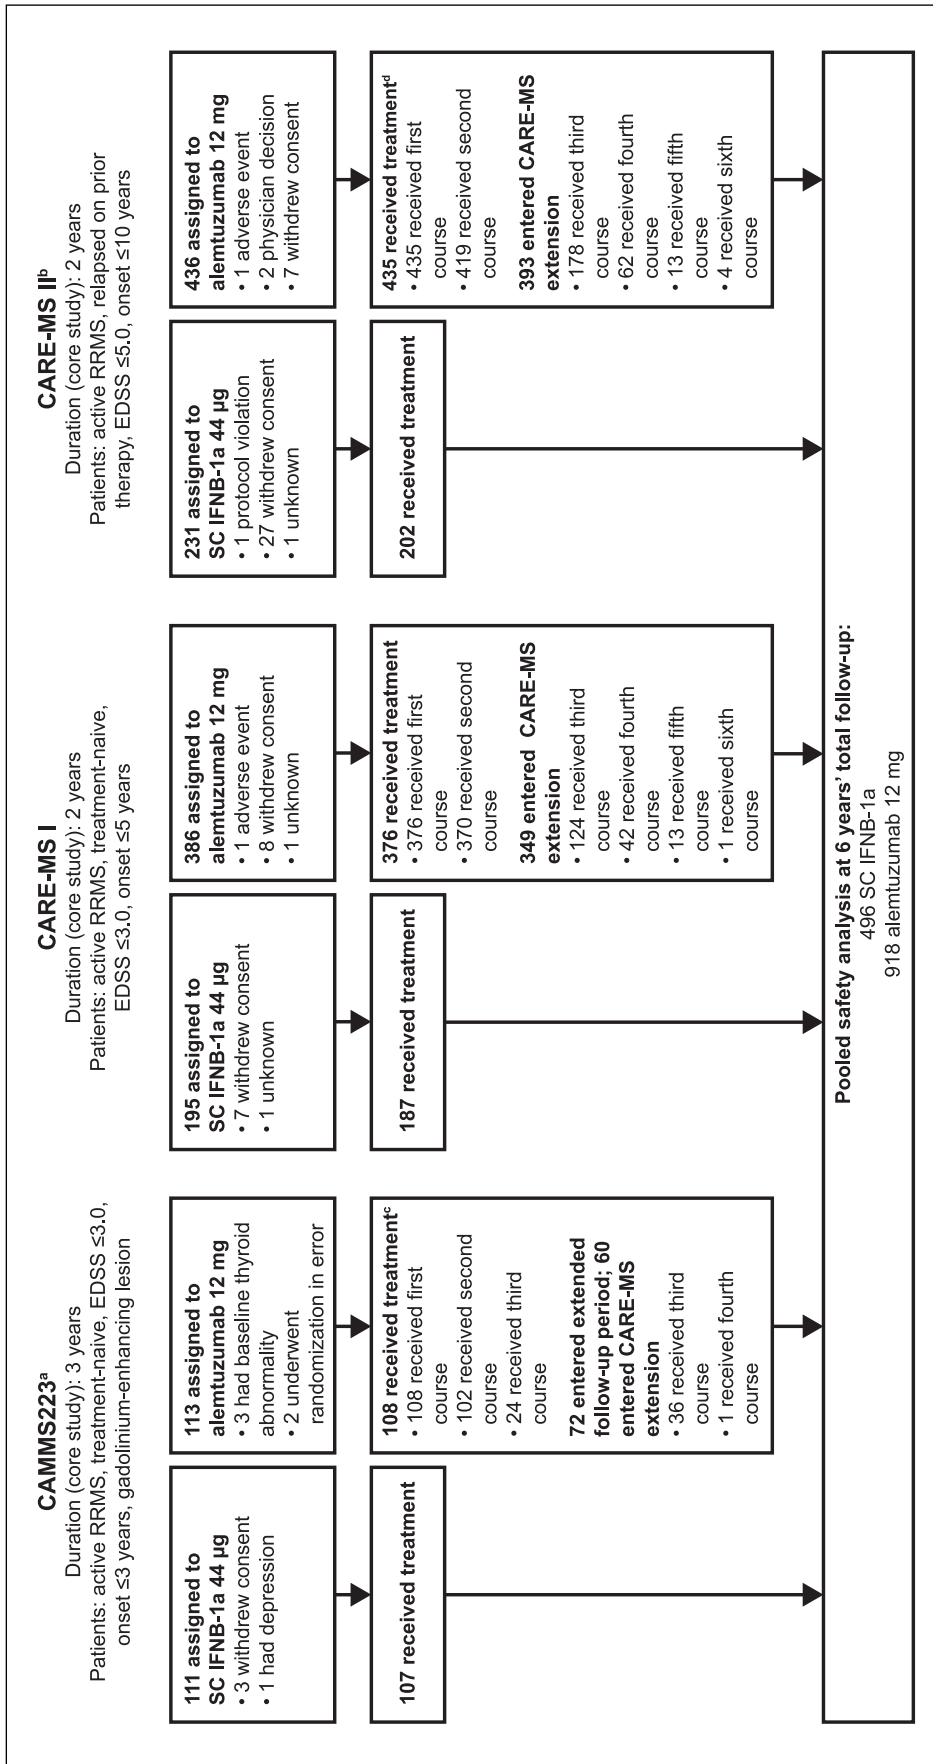 CAMMS223ᵃ
Duration (core study): 3 years
Patients: active RRMS, treatment-naive, EDSS ≤3.0,
onset ≤3 years, gadolinium-enhancing lesion
111 assigned to
SC IFNB-1a 44 µg
• 3 withdrew consent
• 1 had depression
107 received treatment
113 assigned to
alemtuzumab 12 mg
• 3 had baseline thyroid
abnormality
• 2 underwent
randomization in error
108 received treatmentᶜ
• 108 received first
course
• 102 received second
course
• 24 received third
course
72 entered extended
follow-up period; 60
entered CARE-MS
extension
• 36 received third
course
• 1 received fourth
course
CARE-MS I
Duration (core study): 2 years
Patients: active RRMS, treatment-naive,
EDSS ≤3.0, onset ≤5 years
195 assigned to
SC IFNB-1a 44 µg
• 7 withdrew consent
• 1 unknown
187 received treatment
386 assigned to
alemtuzumab 12 mg
• 1 adverse event
• 8 withdrew consent
• 1 unknown
376 received treatment
• 376 received first
course
• 370 received second
course
349 entered CARE-MS
extension
• 124 received third
course
• 42 received fourth
course
• 13 received fifth
course
• 1 received sixth
course
CARE-MS IIᵇ
Duration (core study): 2 years
Patients: active RRMS, relapsed on prior
therapy, EDSS ≤5.0, onset ≤10 years
231 assigned to
SC IFNB-1a 44 µg
• 1 protocol violation
• 27 withdrew consent
• 1 unknown
202 received treatment
436 assigned to
alemtuzumab 12 mg
• 1 adverse event
• 2 physician decision
• 7 withdrew consent
435 received treatmentᵈ
• 435 received first
course
• 419 received second
course
393 entered CARE-MS
extension
• 178 received third
course
• 62 received fourth
course
• 13 received fifth
course
• 4 received sixth
course
Pooled safety analysis at 6 years' total follow-up:
496 SC IFNB-1a
918 alemtuzumab 12 mg